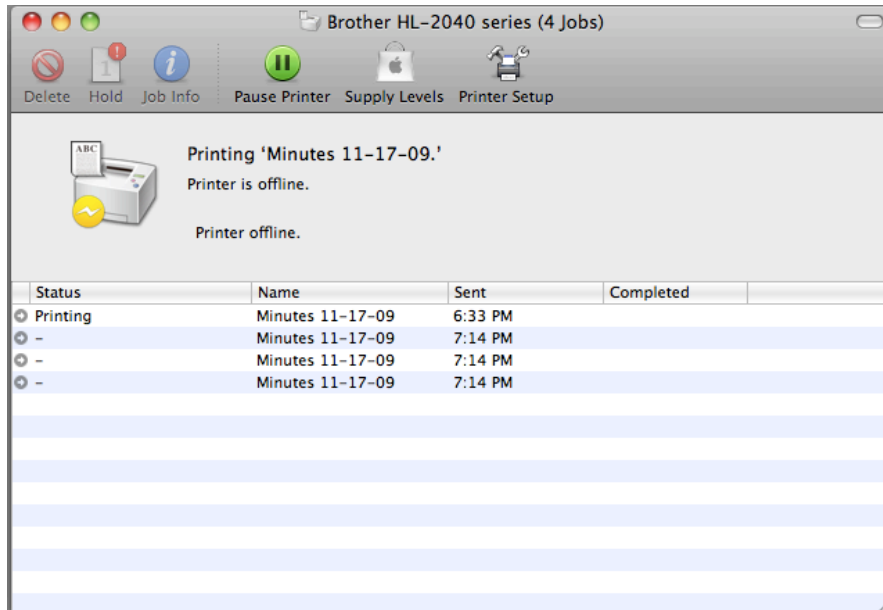 Brother HL-2040 series (4 Jobs)
Delete Hold Job Info Pause Printer Supply Levels Printer Setup
ABC
Printing ‘Minutes 11-17-09.’
Printer is offline.
Printer offline.
Status Name Sent Completed
Printing Minutes 11-17-09 6:33 PM
- Minutes 11-17-09 7:14 PM
- Minutes 11-17-09 7:14 PM
- Minutes 11-17-09 7:14 PM